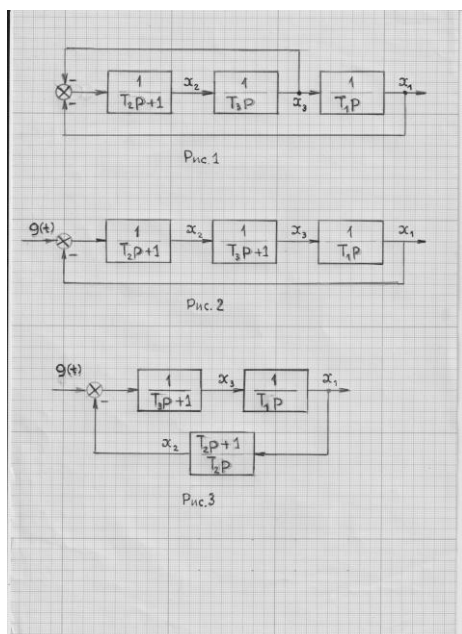 1 x₂ 1 1 x₁
T₂p+1 T₃p x₃ T₁p
Рис.1
g(t) 1 x₂ 1 x₃ 1 x₁
T₂p+1 T₃p+1 T₁p
Рис.2
g(t) 1 x₃ 1 x₁
T₃p+1 T₁p
x₂ T₂p+1
T₂p
Рис.3